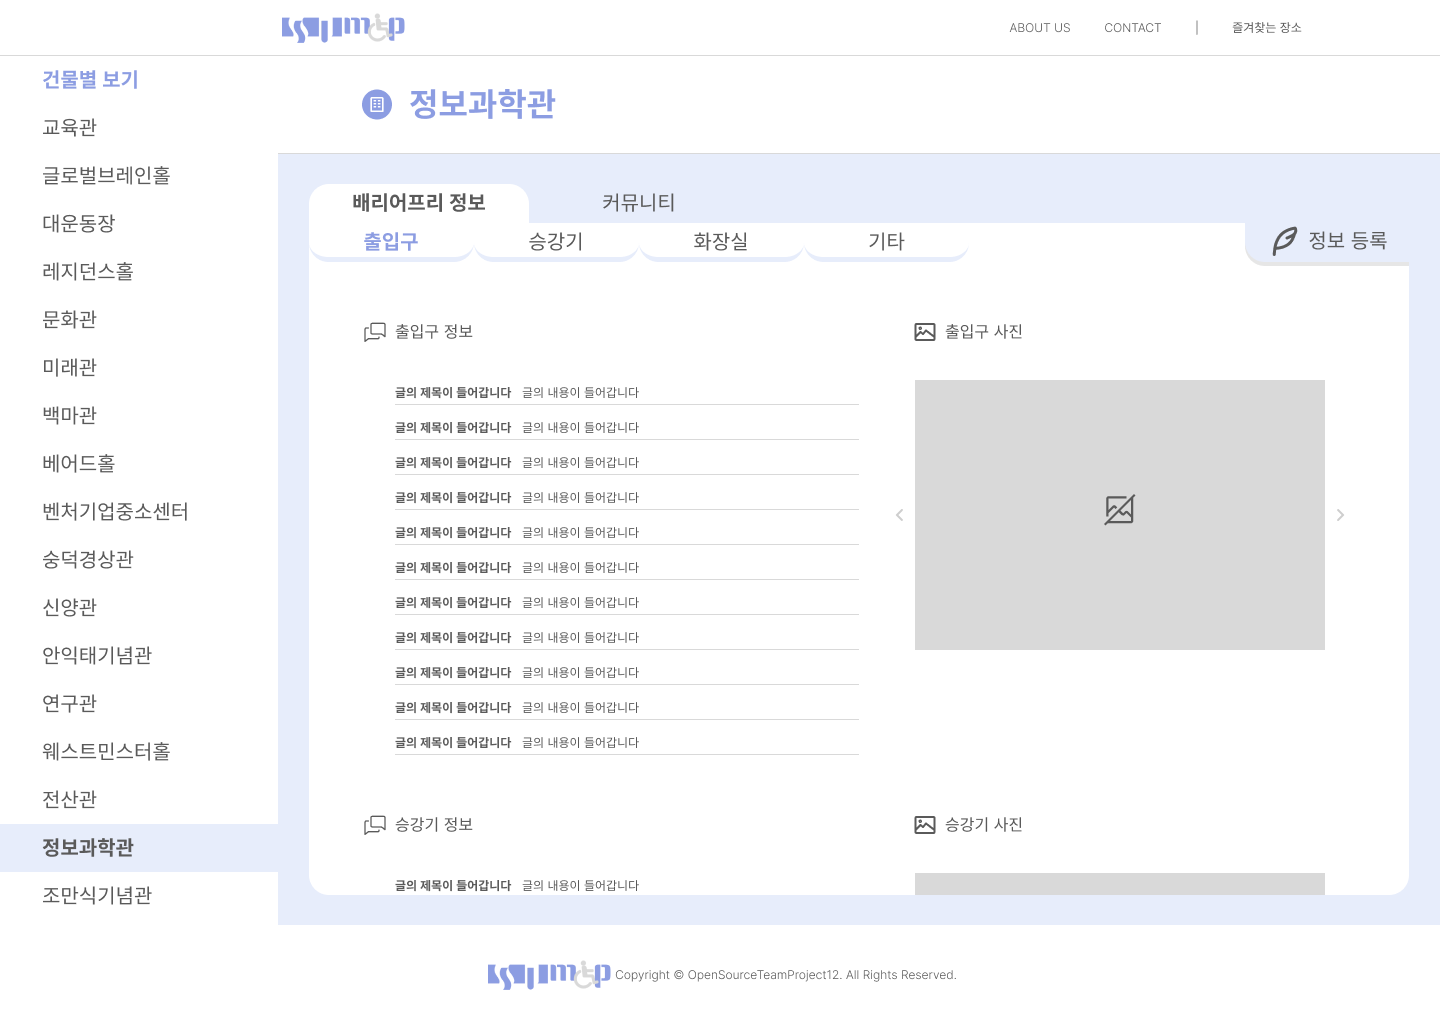 ABOUT US CONTACT | 즐겨찾는 장소
건물별 보기
교육관
글로벌브레인홀
대운동장
레지던스홀
문화관
미래관
백마관
베어드홀
벤처기업중소센터
숭덕경상관
신양관
안익태기념관
연구관
웨스트민스터홀
전산관
정보과학관
조만식기념관
정보과학관
배리어프리 정보 커뮤니티
출입구 승강기 화장실 기타
정보 등록
출입구 정보
글의 제목이 들어갑니다 글의 내용이 들어갑니다
글의 제목이 들어갑니다 글의 내용이 들어갑니다
글의 제목이 들어갑니다 글의 내용이 들어갑니다
글의 제목이 들어갑니다 글의 내용이 들어갑니다
글의 제목이 들어갑니다 글의 내용이 들어갑니다
글의 제목이 들어갑니다 글의 내용이 들어갑니다
글의 제목이 들어갑니다 글의 내용이 들어갑니다
글의 제목이 들어갑니다 글의 내용이 들어갑니다
글의 제목이 들어갑니다 글의 내용이 들어갑니다
글의 제목이 들어갑니다 글의 내용이 들어갑니다
글의 제목이 들어갑니다 글의 내용이 들어갑니다
출입구 사진
승강기 정보
글의 제목이 들어갑니다 글의 내용이 들어갑니다
승강기 사진
Copyright © OpenSourceTeamProject12. All Rights Reserved.